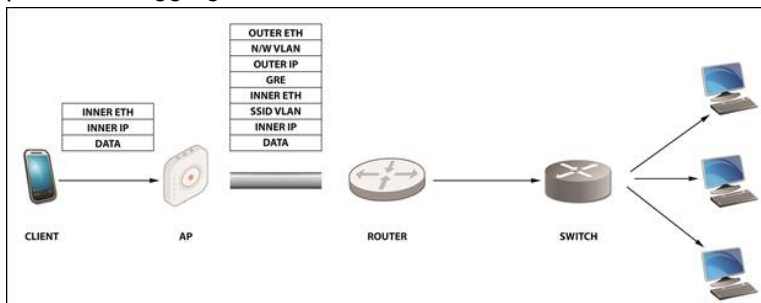 OUTER ETH
N/W VLAN
OUTER IP
GRE
INNER ETH
SSID VLAN
INNER IP
DATA
INNER ETH
INNER IP
DATA
CLIENT
AP
ROUTER
SWITCH